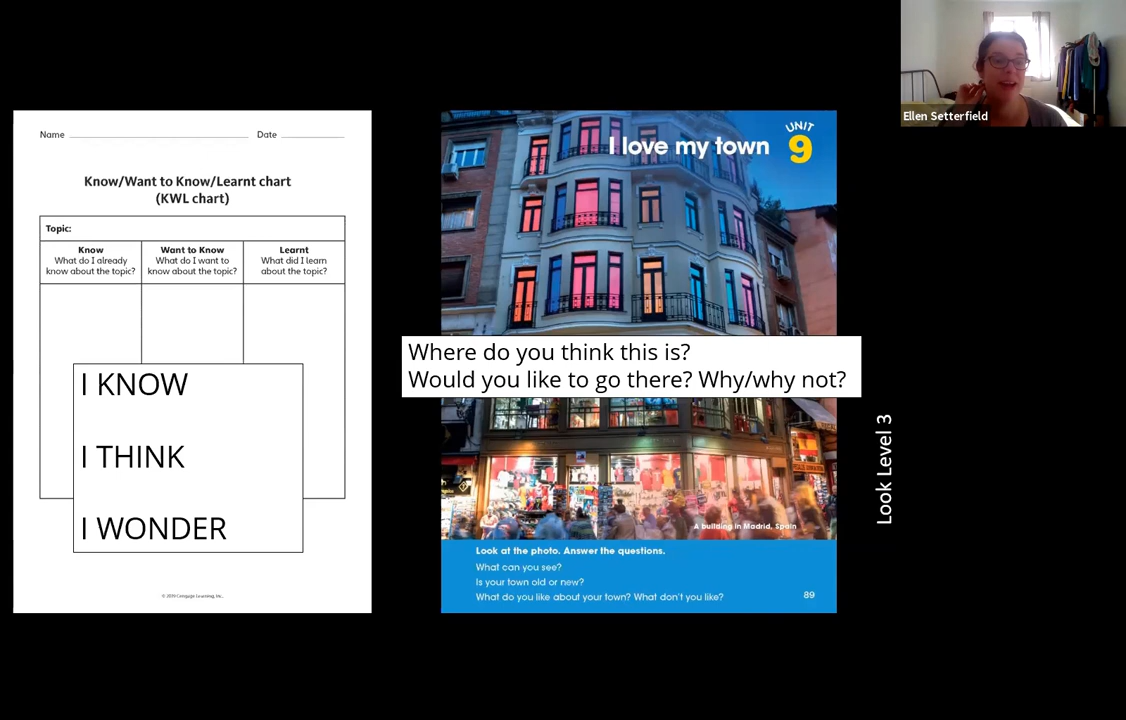 Name
Date
Know/Want to Know/Learnt chart
(KWL chart)
Topic:
Know
What do I already
know about the topic?
Want to Know
What do I want to
know about the topic?
Learnt
What did I learn
about the topic?
I KNOW
I THINK
I WONDER
© 2019 Cengage Learning, Inc.
UNIT
9
I love my town
Where do you think this is?
Would you like to go there? Why/why not?
A building in Madrid, Spain
Look at the photo. Answer the questions.
What can you see?
Is your town old or new?
What do you like about your town? What don't you like?
89
Look Level 3
Ellen Setterfield